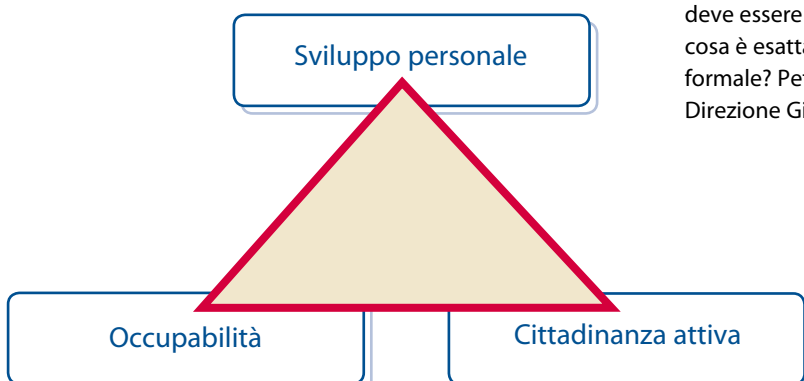 Sviluppo personale
deve essere
cosa è esatta
formale? Pe
Direzione Gi
Occupabilità
Cittadinanza attiva